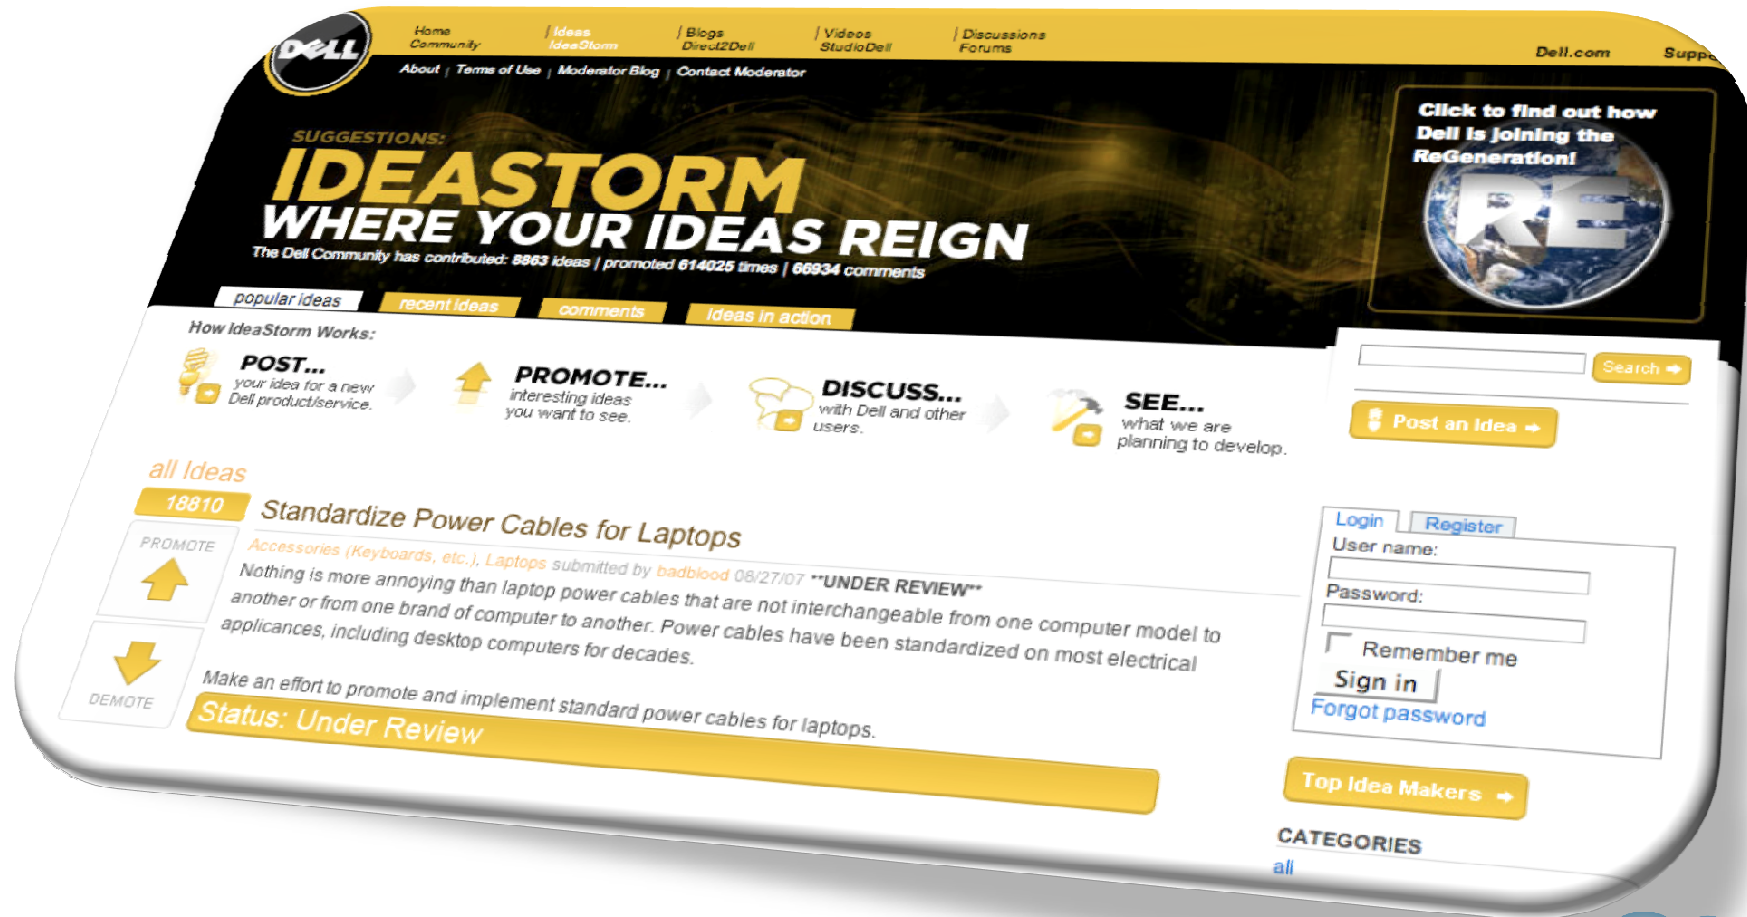 DELL
Home
Community
| Ideas
IdeaStorm
| Blogs
Direct2Dell
| Videos
StudioDell
| Discussions
Forums
Dell.com
About | Terms of Use | Moderator Blog | Contact Moderator
Click to find out how
Dell is joining the
ReGeneration!
RE
SUGGESTIONS:
IDEASTORM
WHERE YOUR IDEAS REIGN
The Dell Community has contributed: 8863 ideas | promoted 614025 times | 66934 comments
popular ideas
recent ideas
comments
ideas in action
How IdeaStorm Works:
POST...
your idea for a new
Dell product/service.
PROMOTE...
interesting ideas
you want to see.
DISCUSS...
with Dell and other
users.
SEE...
what we are
planning to develop.
Search
Post an Idea
all Ideas
18810
PROMOTE
DEMOTE
Standardize Power Cables for Laptops
Accessories (Keyboards, etc.), Laptops submitted by badblood 08/27/07 **UNDER REVIEW**
Nothing is more annoying than laptop power cables that are not interchangeable from one computer model to
another or from one brand of computer to another. Power cables have been standardized on most electrical
applicances, including desktop computers for decades.
Make an effort to promote and implement standard power cables for laptops.
Status: Under Review
Login
Register
User name:
Password:
Remember me
Sign in
Forgot password
Top Idea Makers
CATEGORIES
all